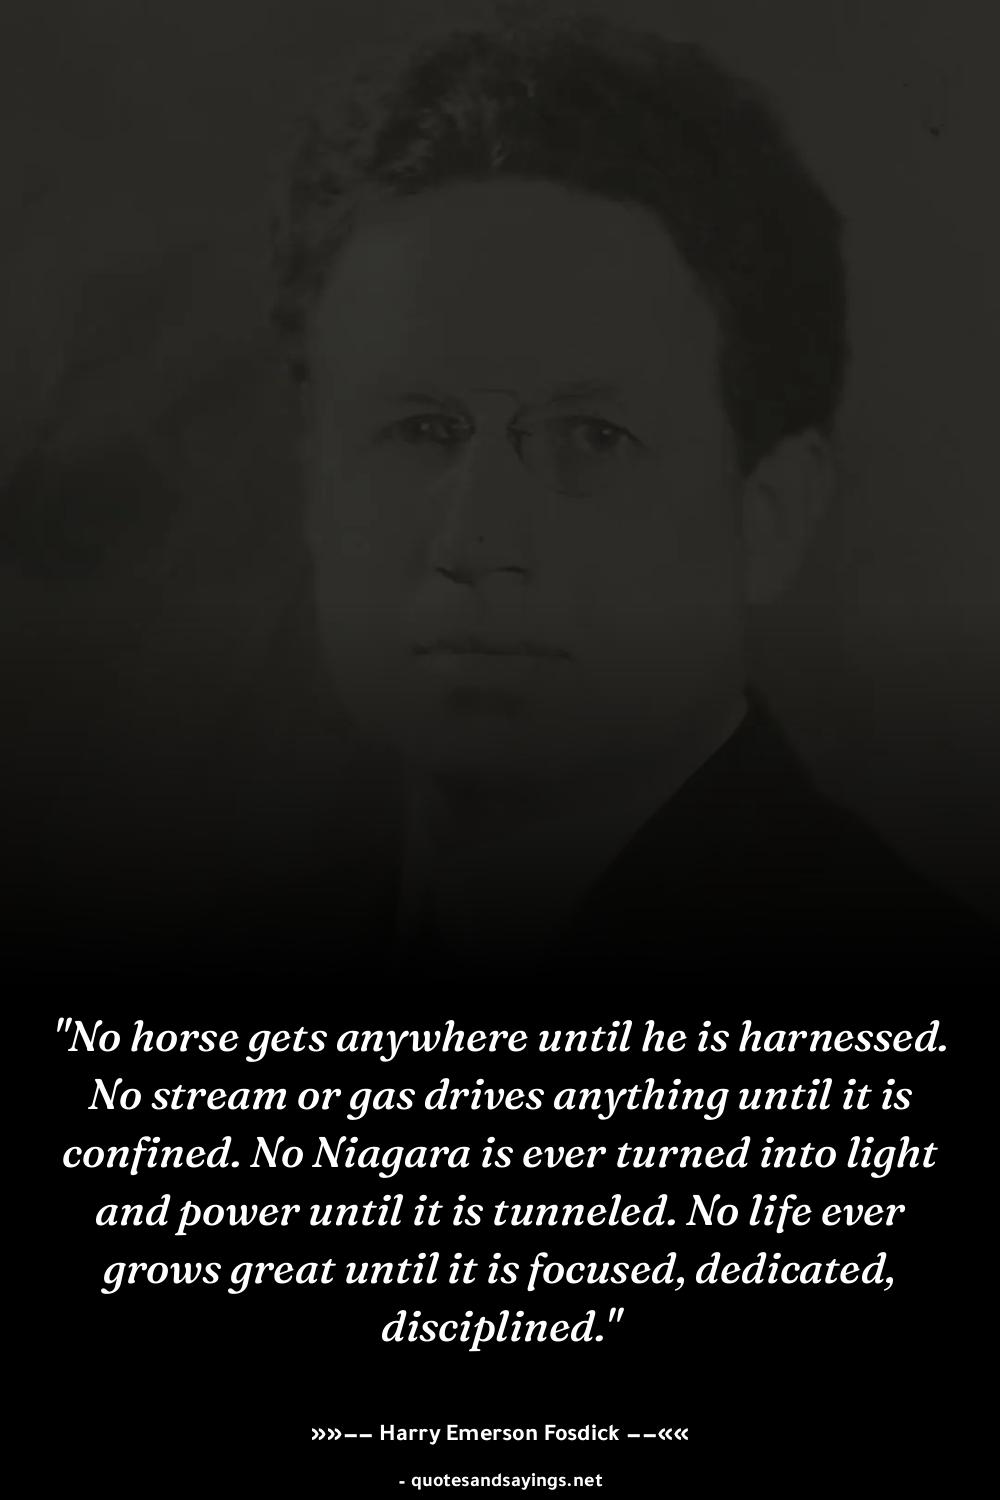 "No horse gets anywhere until he is harnessed.
No stream or gas drives anything until it is
confined. No Niagara is ever turned into light
and power until it is tunneled. No life ever
grows great until it is focused, dedicated,
disciplined."
»»–– Harry Emerson Fosdick ––««
- quotesandsayings.net